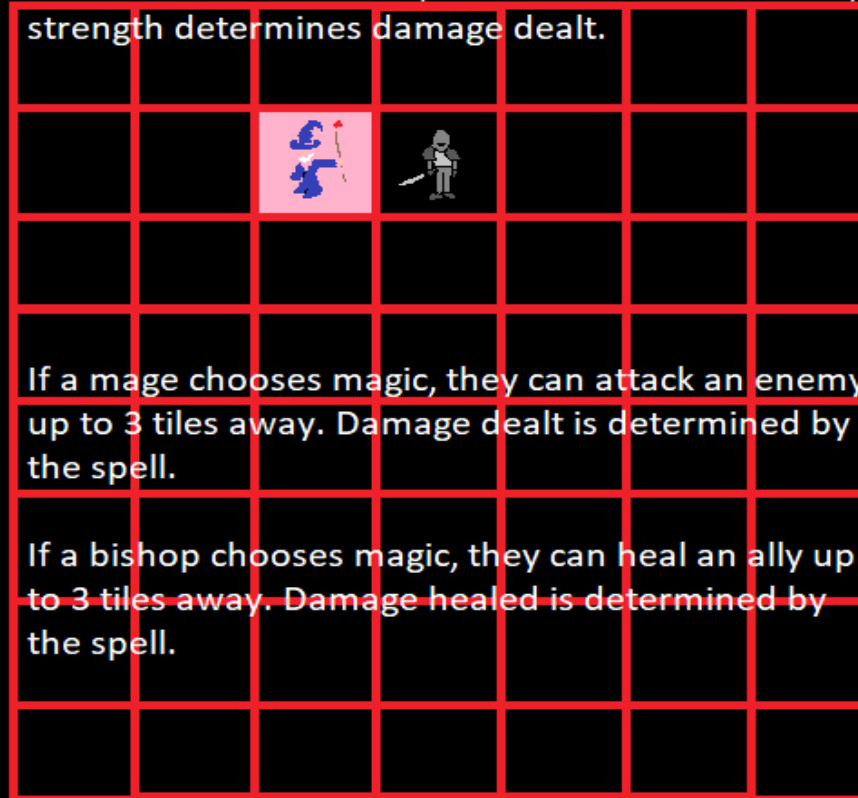 strength determines damage dealt.
If a mage chooses magic, they can attack an enemy
up to 3 tiles away. Damage dealt is determined by
the spell.
If a bishop chooses magic, they can heal an ally up
to 3 tiles away. Damage healed is determined by
the spell.